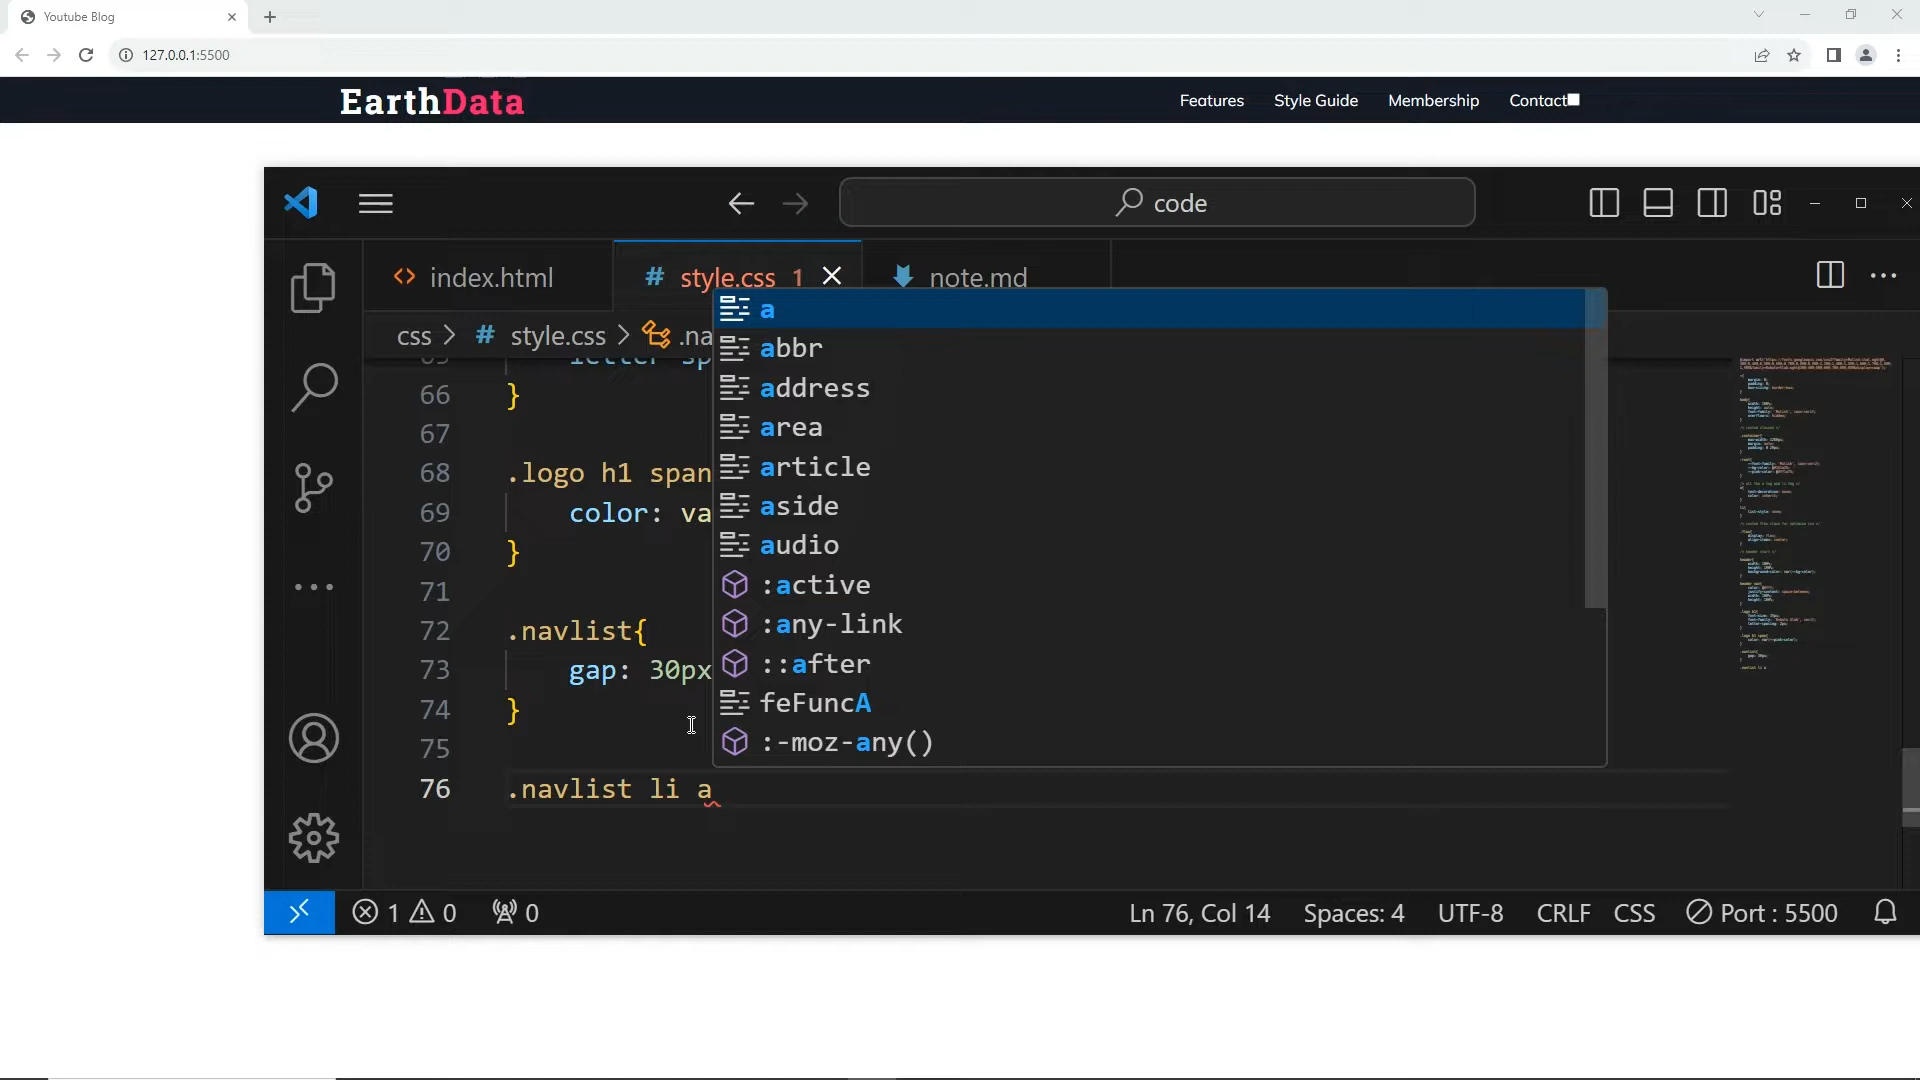 Youtube Blog
127.0.0.1:5500
EarthData
Features Style Guide Membership Contact
code
index.html
# style.css 1
note.md
css > # style.css > .na
66 }
67
68 .logo h1 span
69 color: va
70 }
71
72 .navlist{
73 gap: 30px
74 }
75
76 .navlist li a
a
abbr
address
area
article
aside
audio
:active
:any-link
::after
feFuncA
:-moz-any()
1 0 0
Ln 76, Col 14 Spaces: 4 UTF-8 CRLF CSS Port : 5500